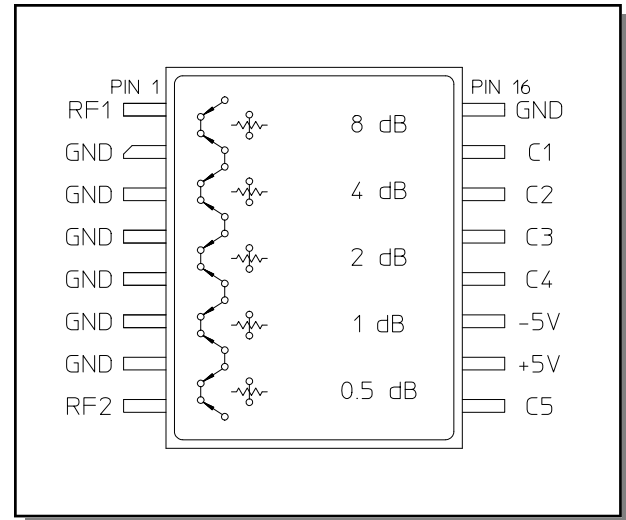 PIN 1 PIN 16
RF1 GND
8 dB
GND C1
GND 4 dB C2
GND C3
2 dB
GND C4
GND 1 dB -5V
GND +5V
0.5 dB
RF2 C5